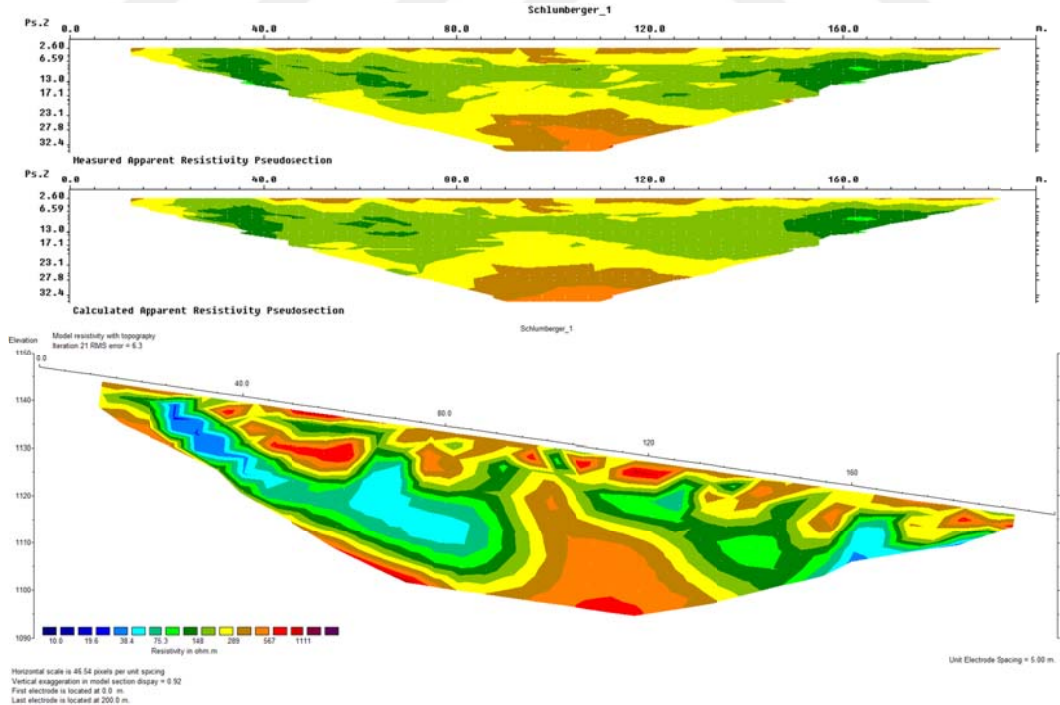 Schlumberger_1
Ps.Z 0.0 40.0 80.0 120.0 160.0 m.
2.60
6.59
13.0
17.1
23.1
27.8
32.4
Measured Apparent Resistivity Pseudosection
Ps.Z 0.0 40.0 80.0 120.0 160.0 m.
2.60
6.59
13.0
17.1
23.1
27.8
32.4
Calculated Apparent Resistivity Pseudosection
Schlumberger_1
Elevation Model resistivity with topography
Iteration 21 RMS error = 6.3
1150
0.0
40.0
1140
80.0
1130
120
160
1120
1110
1100
1090
10.0 19.6 38.4 75.3 148 289 567 1111
Resistivity in ohm.m
Unit Electrode Spacing = 5.00 m.
Horizontal scale is 46.54 pixels per unit spacing
Vertical exaggeration in model section dispay = 0.92
First electrode is located at 0.0 m.
Last electrode is located at 200.0 m.